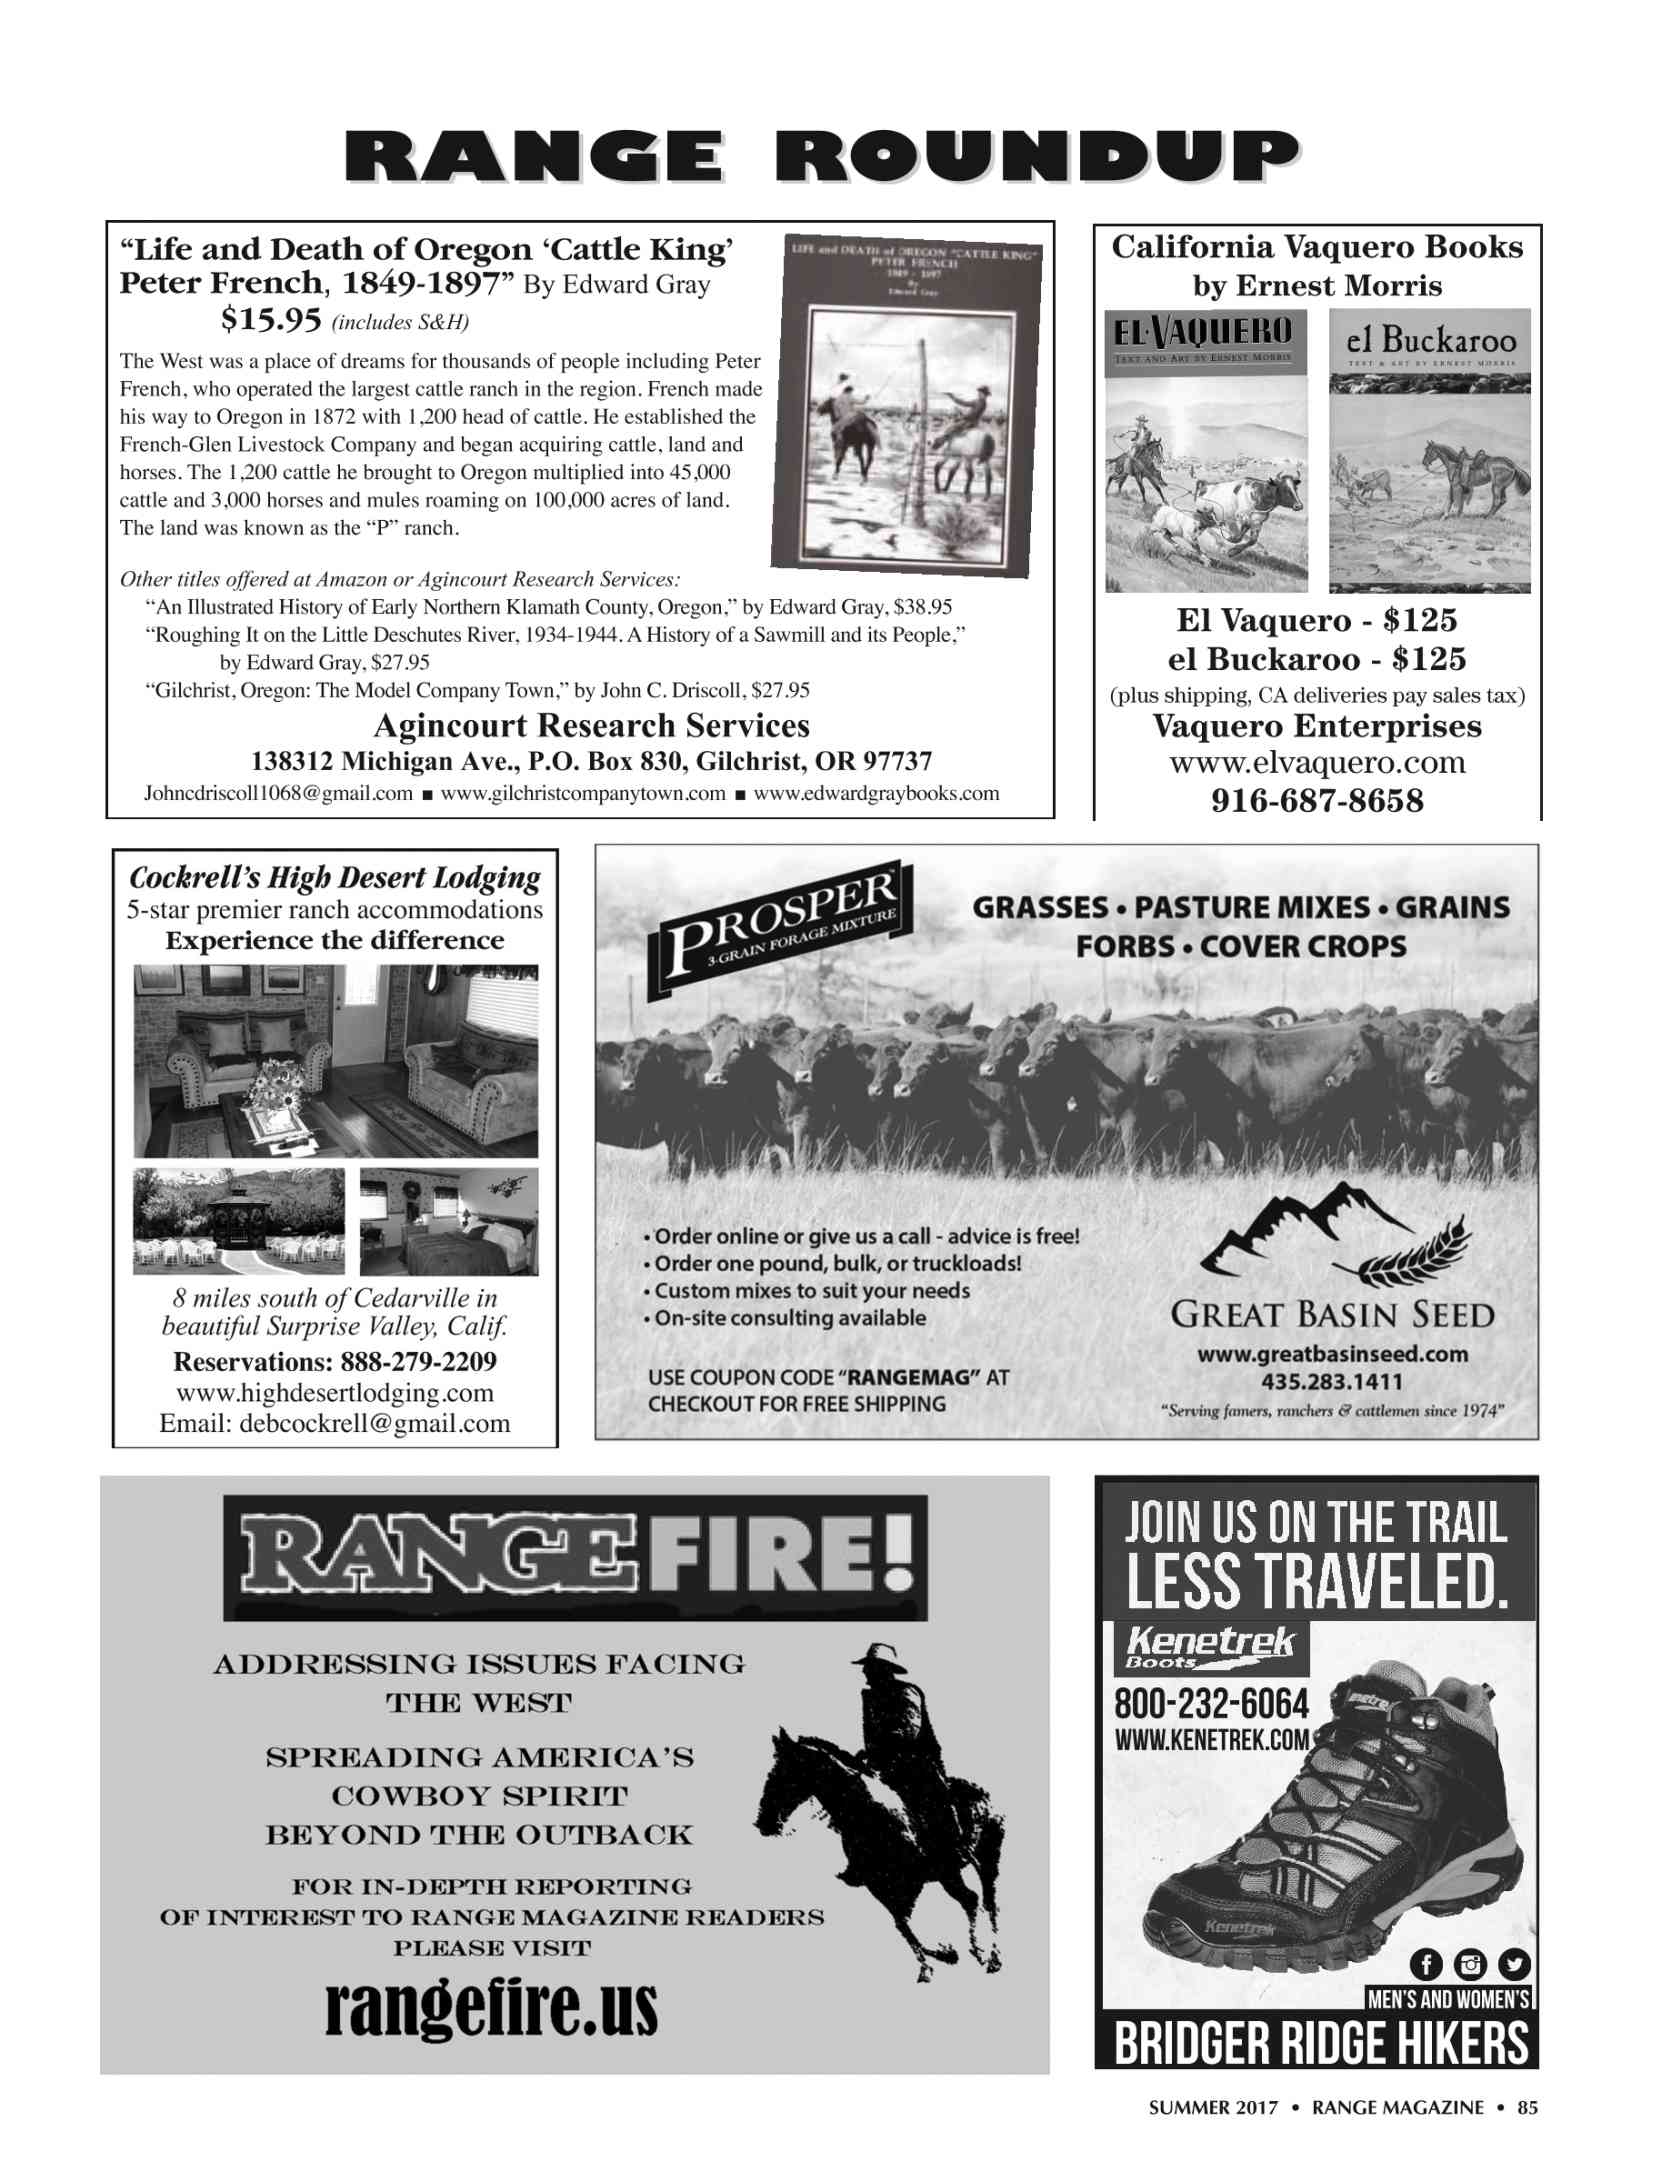 RANGE ROUNDUP
“Life and Death of Oregon ‘Cattle King’
Peter French, 1849-1897” By Edward Gray
$15.95 (includes S&H)
The West was a place of dreams for thousands of people including Peter
French, who operated the largest cattle ranch in the region. French made
his way to Oregon in 1872 with 1,200 head of cattle. He established the
French-Glen Livestock Company and began acquiring cattle, land and
horses. The 1,200 cattle he brought to Oregon multiplied into 45,000
cattle and 3,000 horses and mules roaming on 100,000 acres of land.
The land was known as the “P” ranch.
LIFE and DEATH of OREGON "CATTLE KING"
PETER FRENCH
1849 - 1897
By
Edward Gray
Other titles offered at Amazon or Agincourt Research Services:
“An Illustrated History of Early Northern Klamath County, Oregon,” by Edward Gray, $38.95
“Roughing It on the Little Deschutes River, 1934-1944. A History of a Sawmill and its People,”
by Edward Gray, $27.95
“Gilchrist, Oregon: The Model Company Town,” by John C. Driscoll, $27.95
Agincourt Research Services
138312 Michigan Ave., P.O. Box 830, Gilchrist, OR 97737
Johncdriscoll1068@gmail.com ■ www.gilchristcompanytown.com ■ www.edwardgraybooks.com
California Vaquero Books
by Ernest Morris
EL·VAQUERO
TEXT AND ART BY ERNEST MORRIS
el Buckaroo
TEXT & ART BY ERNEST MORRIS
El Vaquero - $125
el Buckaroo - $125
(plus shipping, CA deliveries pay sales tax)
Vaquero Enterprises
www.elvaquero.com
916-687-8658
Cockrell’s High Desert Lodging
5-star premier ranch accommodations
Experience the difference
8 miles south of Cedarville in
beautiful Surprise Valley, Calif.
Reservations: 888-279-2209
www.highdesertlodging.com
Email: debcockrell@gmail.com
PROSPER™
3-GRAIN FORAGE MIXTURE
GRASSES • PASTURE MIXES • GRAINS
FORBS • COVER CROPS
• Order online or give us a call - advice is free!
• Order one pound, bulk, or truckloads!
• Custom mixes to suit your needs
• On-site consulting available
USE COUPON CODE “RANGEMAG” AT
CHECKOUT FOR FREE SHIPPING
GREAT BASIN SEED
www.greatbasinseed.com
435.283.1411
“Serving famers, ranchers & cattlemen since 1974”
RANGEFIRE!
ADDRESSING ISSUES FACING
THE WEST
SPREADING AMERICA’S
COWBOY SPIRIT
BEYOND THE OUTBACK
FOR IN-DEPTH REPORTING
OF INTEREST TO RANGE MAGAZINE READERS
PLEASE VISIT
rangefire.us
JOIN US ON THE TRAIL
LESS TRAVELED.
Kenetrek
Boots
800-232-6064
WWW.KENETREK.COM
Kenetrek
MEN’S AND WOMEN’S
BRIDGER RIDGE HIKERS
SUMMER 2017 • RANGE MAGAZINE • 85